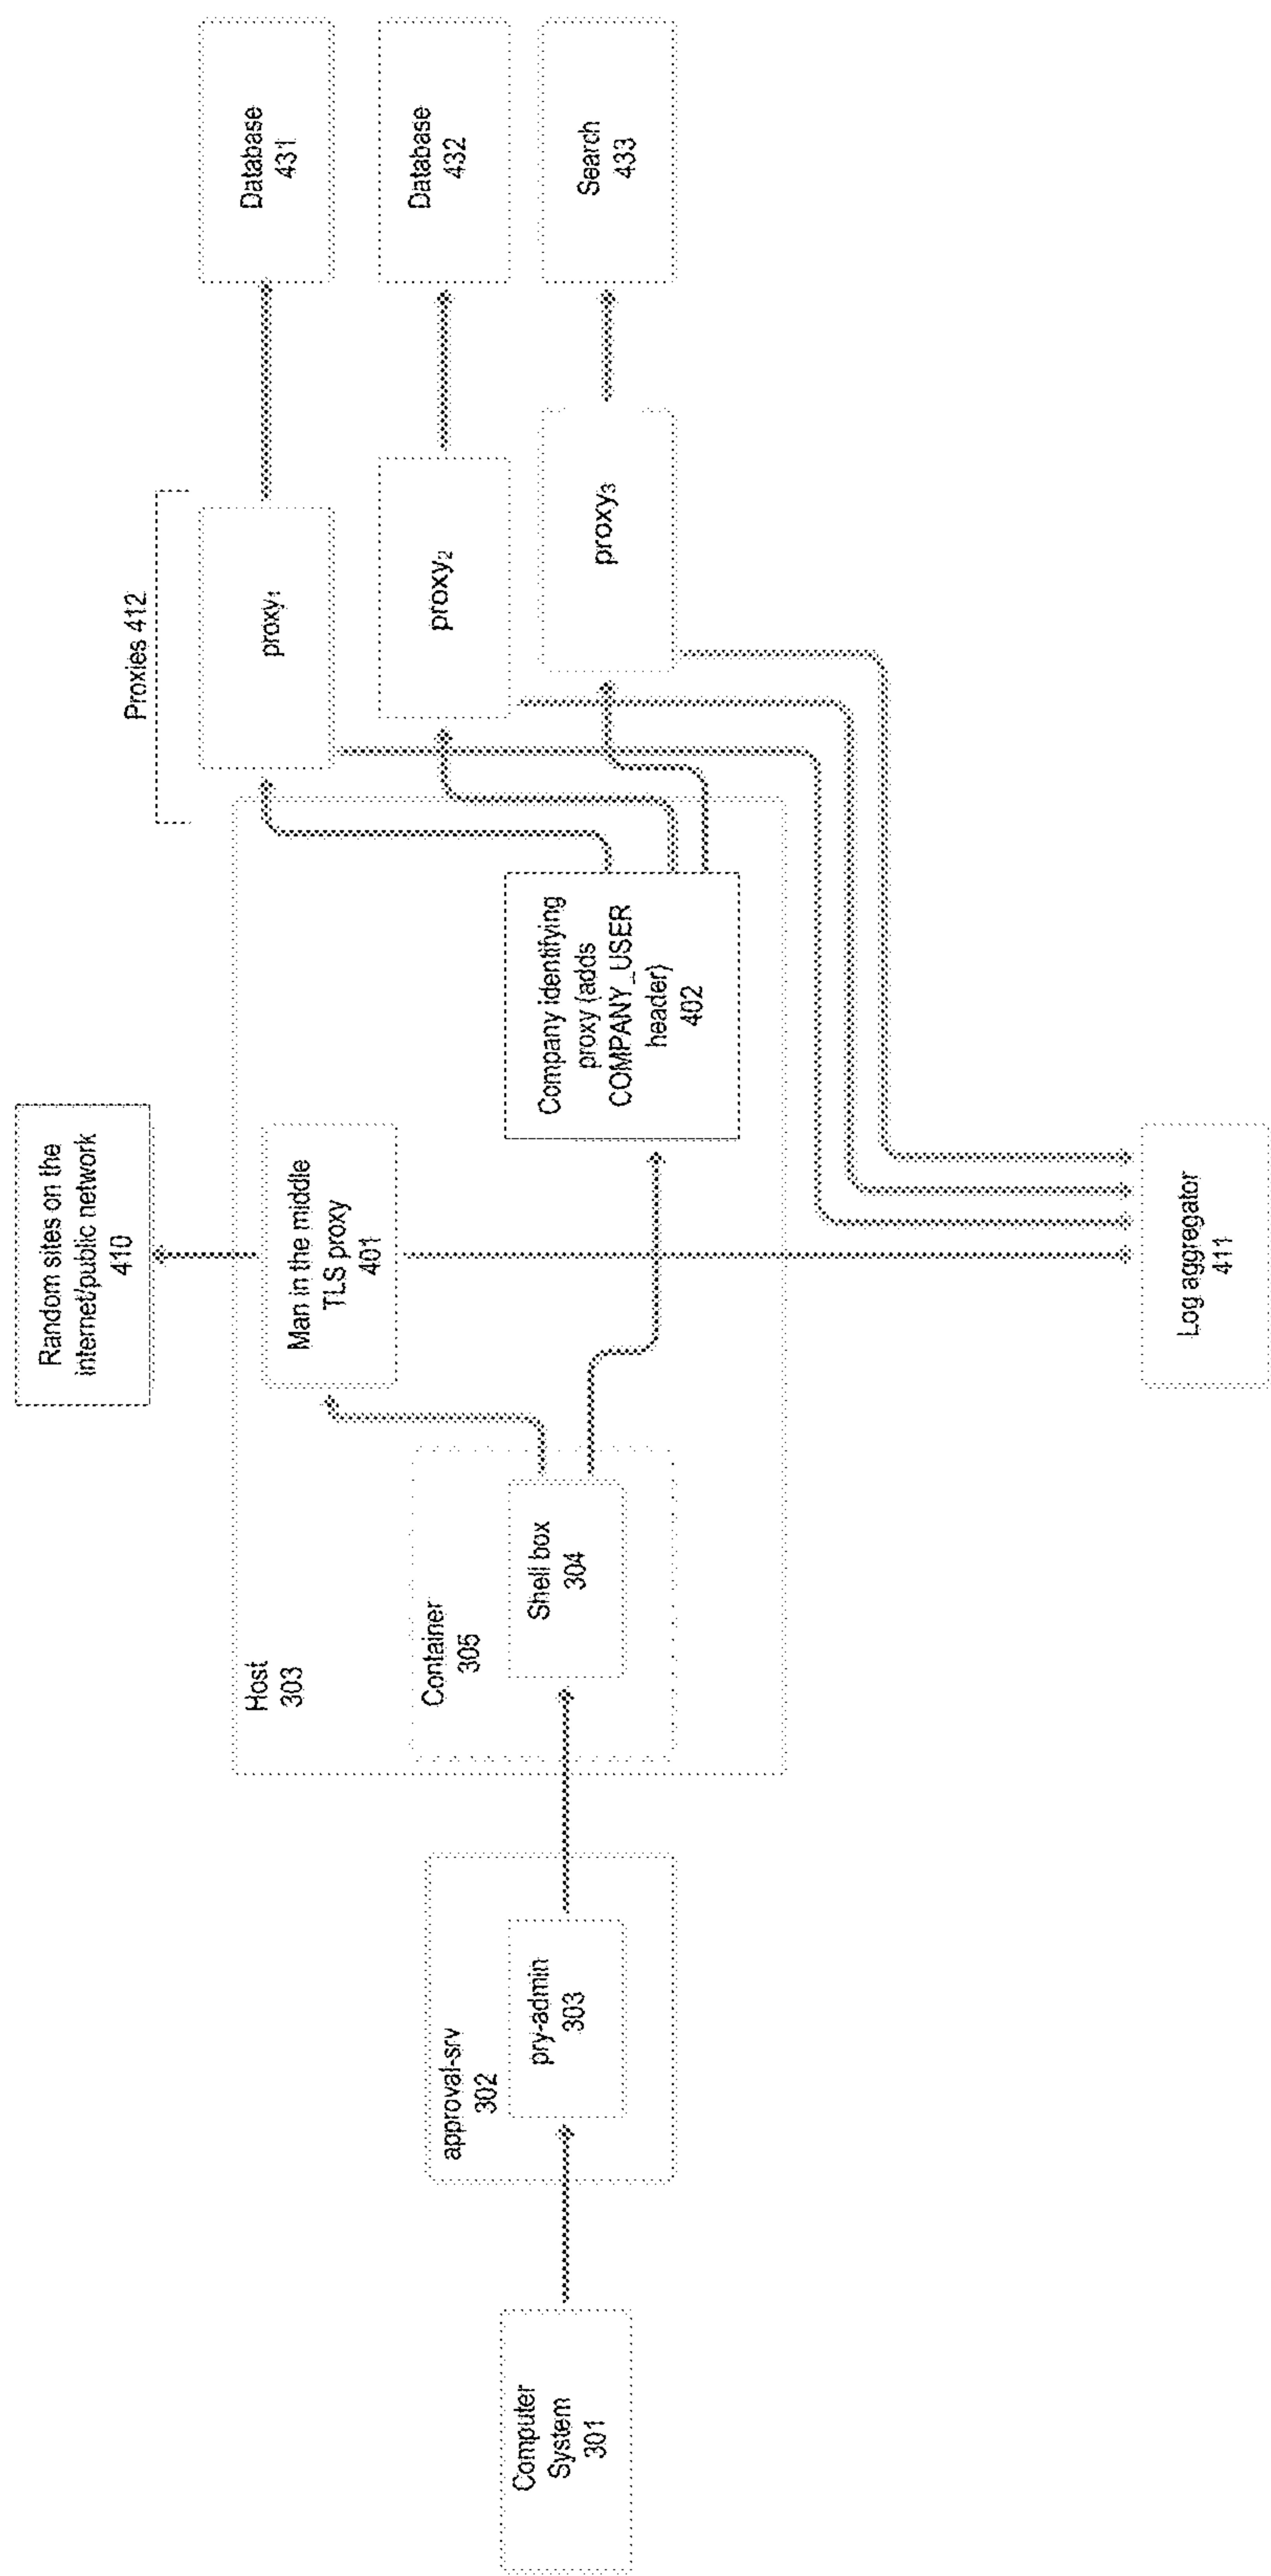 Random sites on the
internet/public network
410
Proxies 412
Host
303
Man in the middle
TLS proxy
401
proxy₁
Database
431
approval-srv
302
Container
305
proxy₂
Database
432
Computer
System
301
pry-admin
303
Shell box
304
Company identifying
proxy (adds
COMPANY_USER
header)
402
proxy₃
Search
433
Log aggregator
411